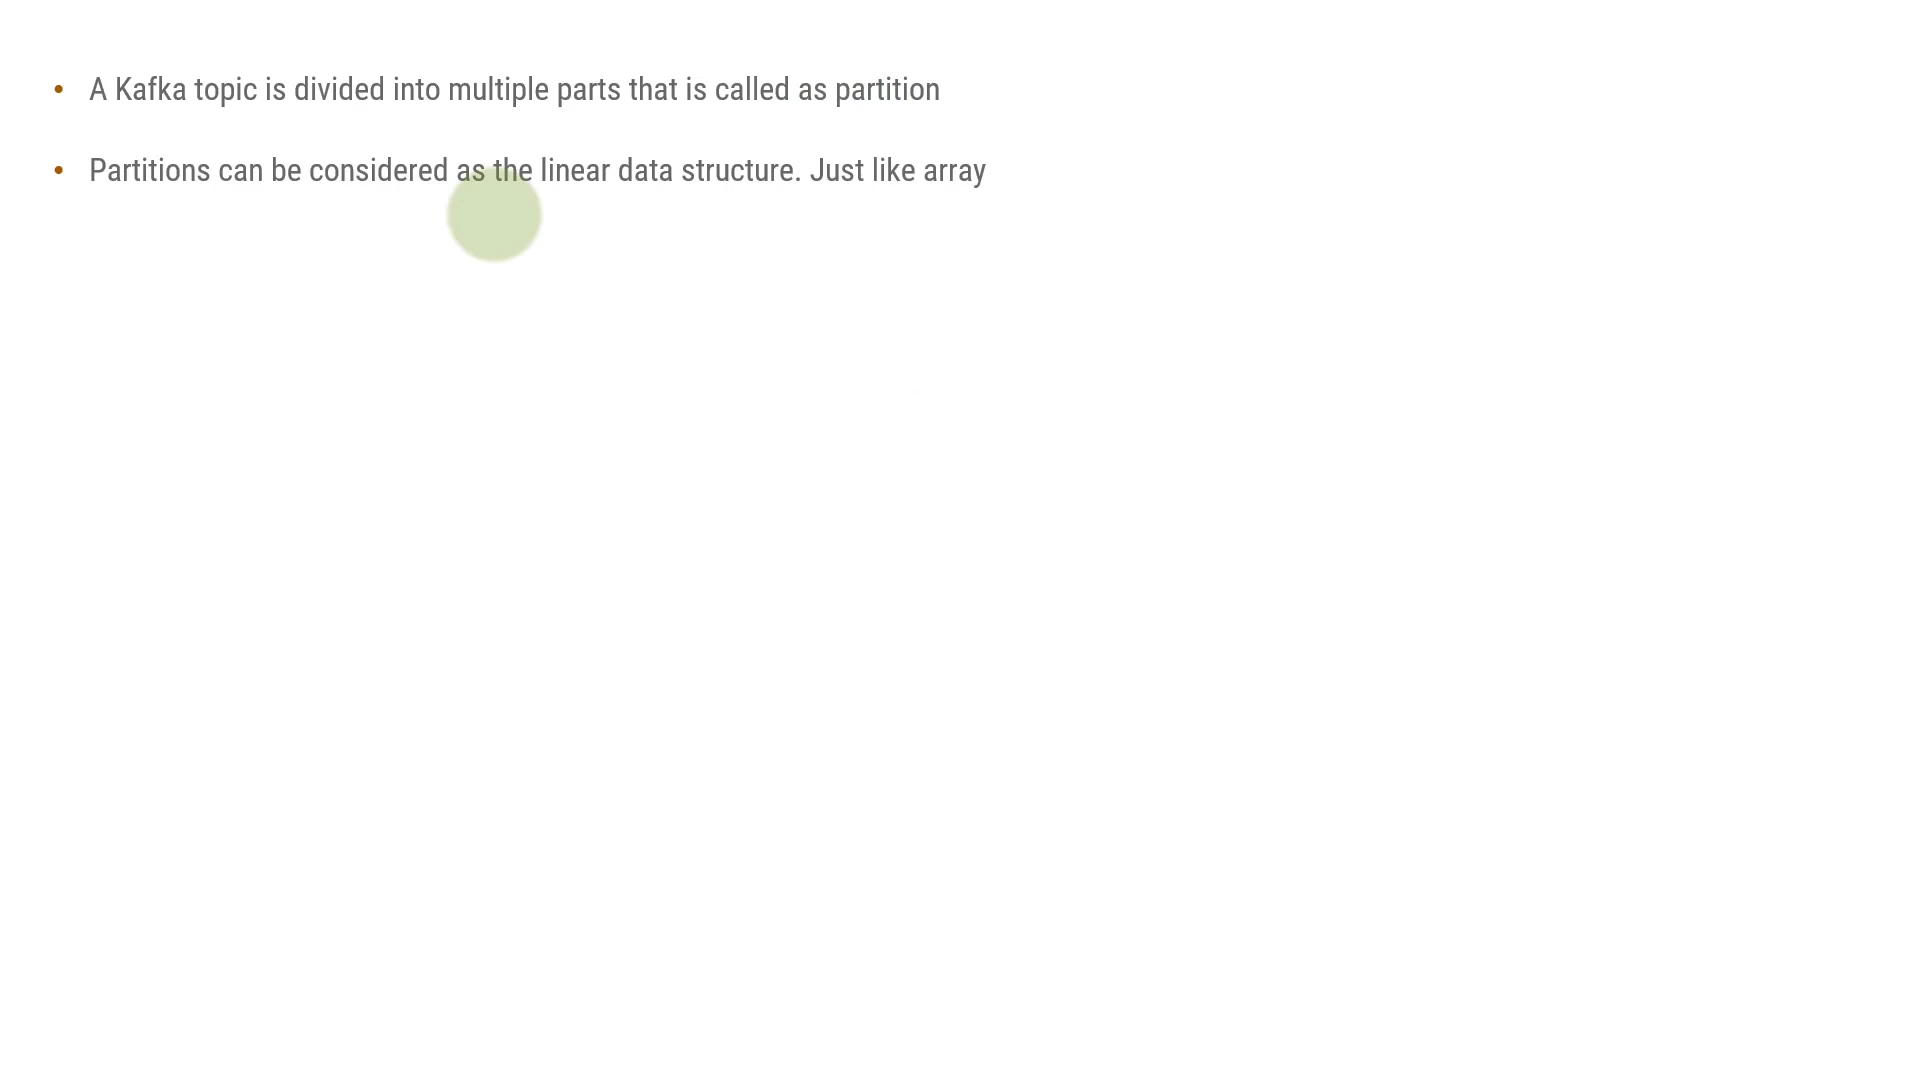 • A Kafka topic is divided into multiple parts that is called as partition
• Partitions can be considered as the linear data structure. Just like array